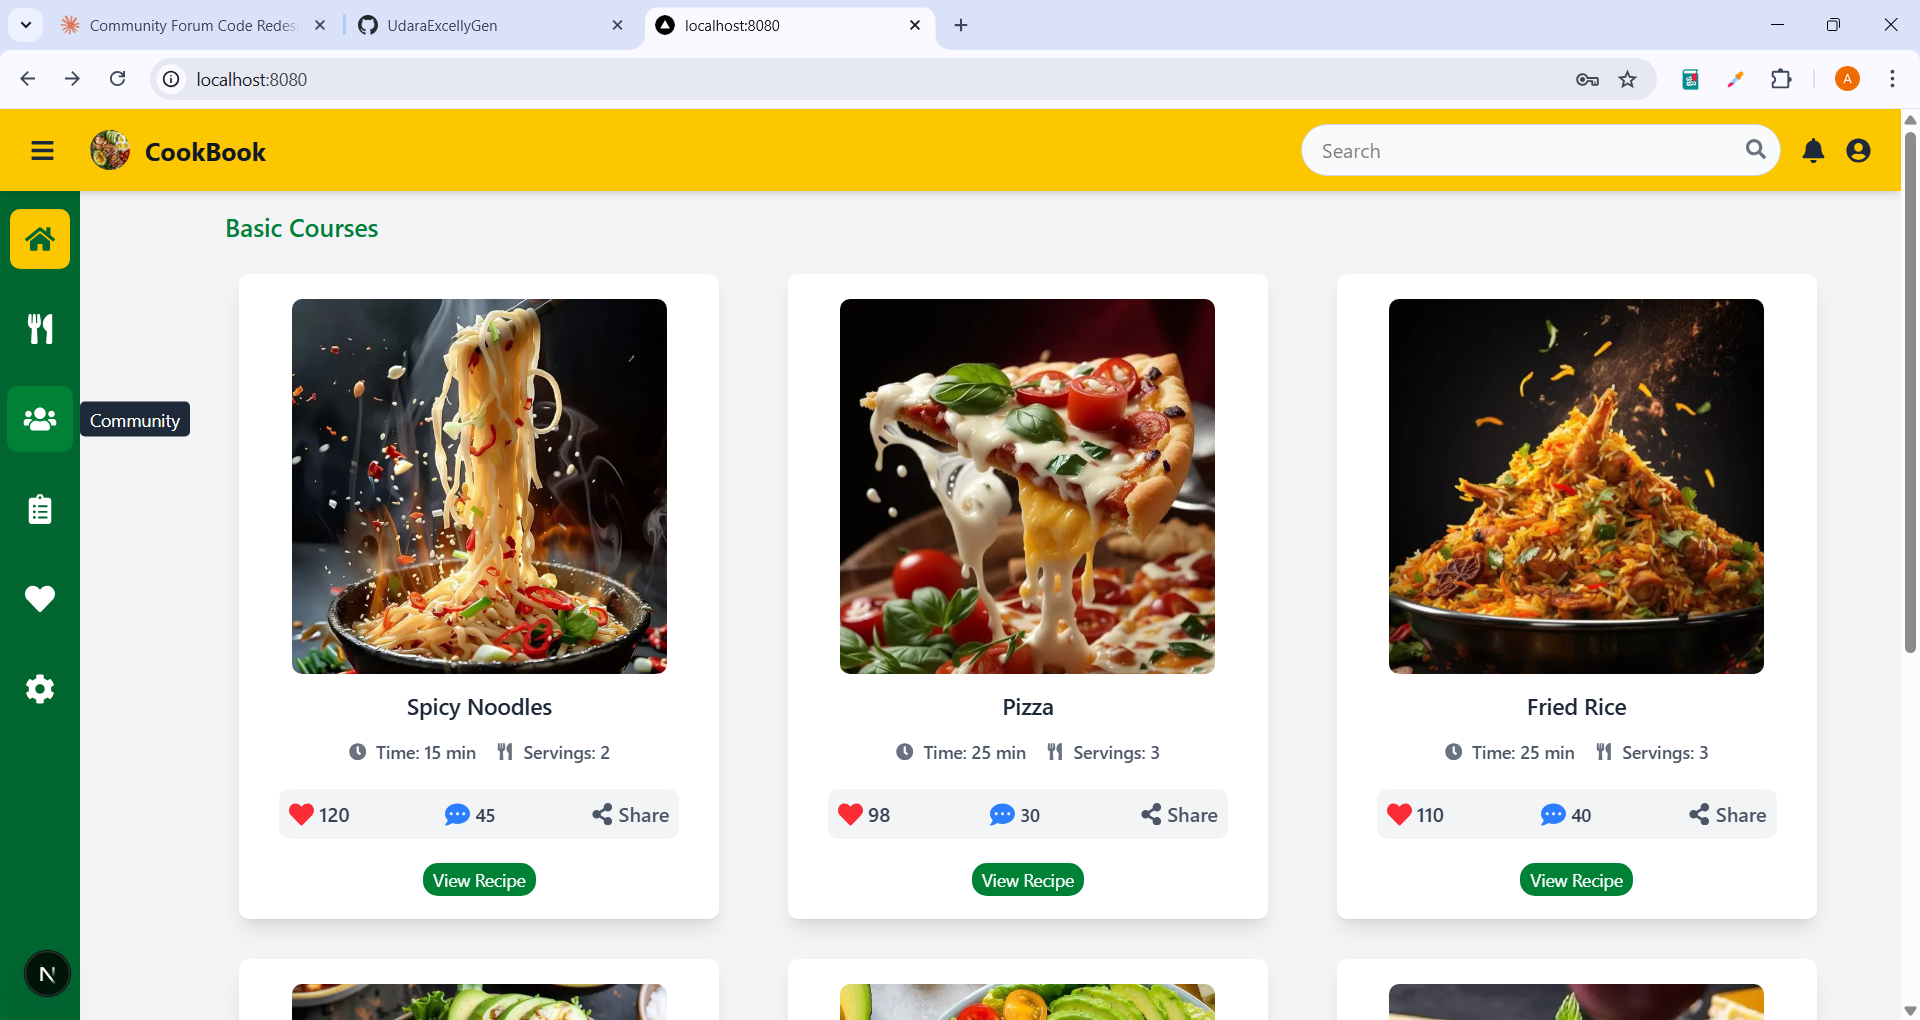 Community Forum Code Redes
UdaraExcellyGen
localhost:8080
localhost:8080
A
CookBook
Search
Basic Courses
Community
Spicy Noodles
Time: 15 min Servings: 2
120 45 Share
View Recipe
Pizza
Time: 25 min Servings: 3
98 30 Share
View Recipe
Fried Rice
Time: 25 min Servings: 3
110 40 Share
View Recipe
N